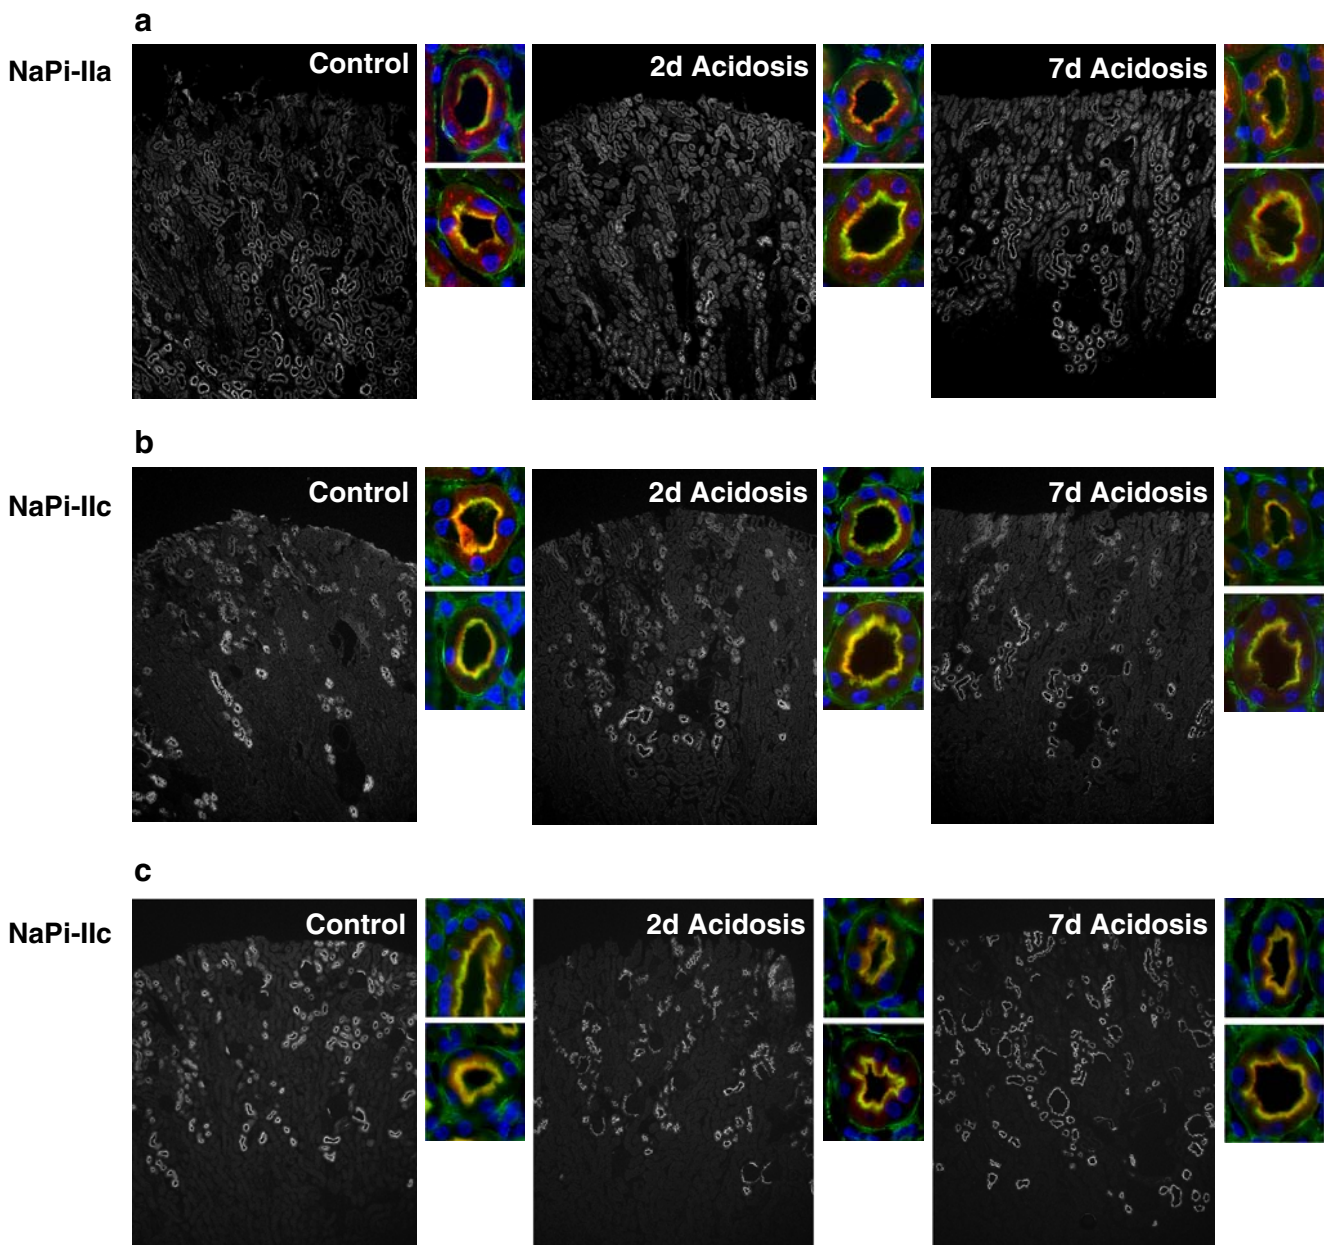 a
NaPi-IIa
Control
2d Acidosis
7d Acidosis
b
NaPi-IIc
Control
2d Acidosis
7d Acidosis
c
NaPi-IIc
Control
2d Acidosis
7d Acidosis